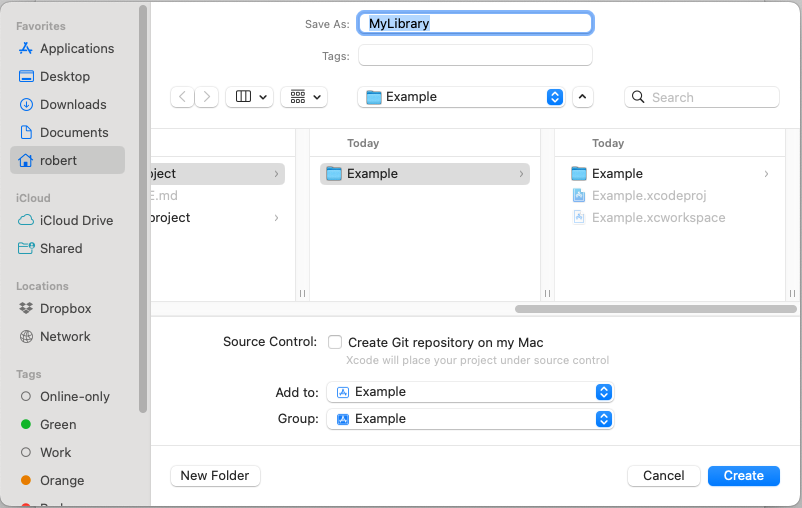 Favorites
Applications
Desktop
Downloads
Documents
robert
iCloud
iCloud Drive
Shared
Locations
Dropbox
Network
Tags
Online-only
Green
Work
Orange
Save As: MyLibrary
Tags:
Example
Search
Today
Today
oject
Example
Example
E.md
Example.xcodeproj
project
Example.xcworkspace
Source Control: Create Git repository on my Mac
Xcode will place your project under source control
Add to: Example
Group: Example
New Folder
Cancel
Create